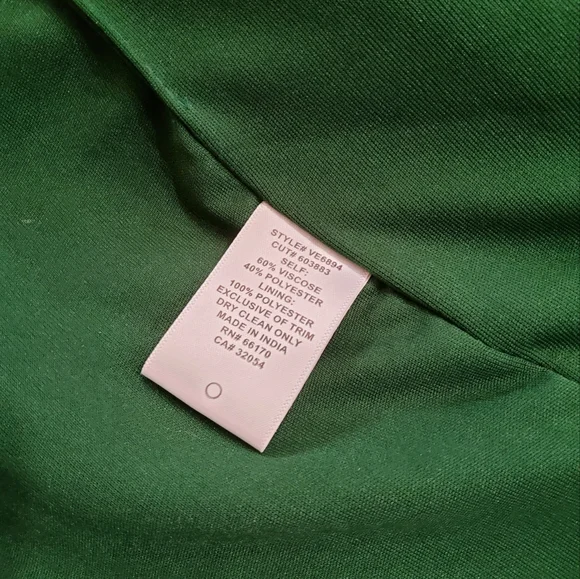 STYLE# VE6894
CUT# 603883
SELF:
60% VISCOSE
40% POLYESTER
LINING:
100% POLYESTER
EXCLUSIVE OF TRIM
DRY CLEAN ONLY
MADE IN INDIA
RN# 66170
CA# 32054